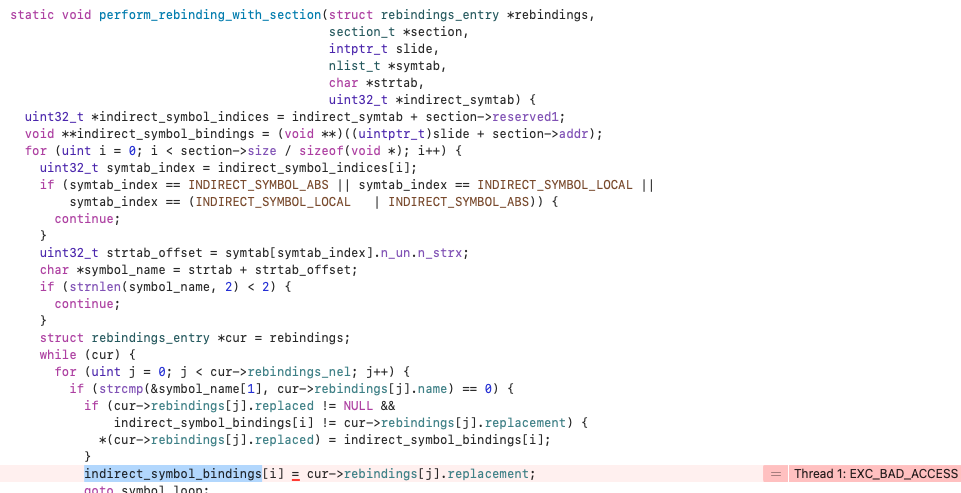 static void perform_rebinding_with_section(struct rebindings_entry *rebindings,
section_t *section,
intptr_t slide,
nlist_t *symtab,
char *strtab,
uint32_t *indirect_symtab) {
uint32_t *indirect_symbol_indices = indirect_symtab + section->reserved1;
void **indirect_symbol_bindings = (void **)((uintptr_t)slide + section->addr);
for (uint i = 0; i < section->size / sizeof(void *); i++) {
uint32_t symtab_index = indirect_symbol_indices[i];
if (symtab_index == INDIRECT_SYMBOL_ABS || symtab_index == INDIRECT_SYMBOL_LOCAL ||
symtab_index == (INDIRECT_SYMBOL_LOCAL   | INDIRECT_SYMBOL_ABS)) {
continue;
}
uint32_t strtab_offset = symtab[symtab_index].n_un.n_strx;
char *symbol_name = strtab + strtab_offset;
if (strnlen(symbol_name, 2) < 2) {
continue;
}
struct rebindings_entry *cur = rebindings;
while (cur) {
for (uint j = 0; j < cur->rebindings_nel; j++) {
if (strcmp(&symbol_name[1], cur->rebindings[j].name) == 0) {
if (cur->rebindings[j].replaced != NULL &&
indirect_symbol_bindings[i] != cur->rebindings[j].replacement) {
*(cur->rebindings[j].replaced) = indirect_symbol_bindings[i];
}
indirect_symbol_bindings[i] = cur->rebindings[j].replacement; = Thread 1: EXC_BAD_ACCESS
goto symbol_loop;